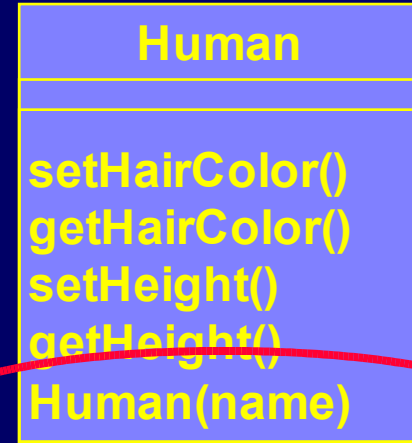 Human
setHairColor()
getHairColor()
setHeight()
getHeight()
Human(name)